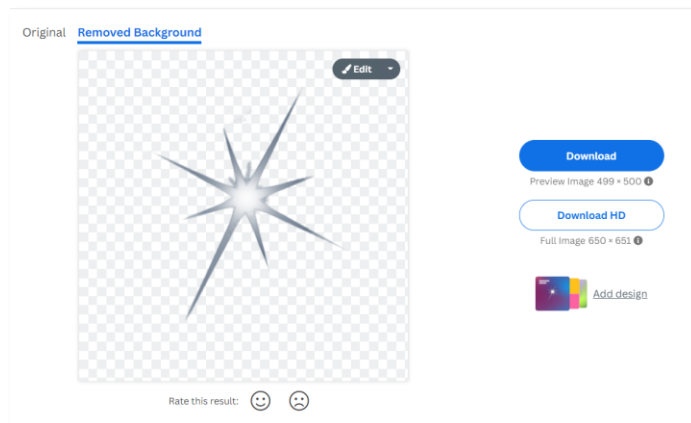 Original Removed Background
Edit
Download
Preview Image 499 × 500
Download HD
Full Image 650 × 651
Add design
Rate this result: